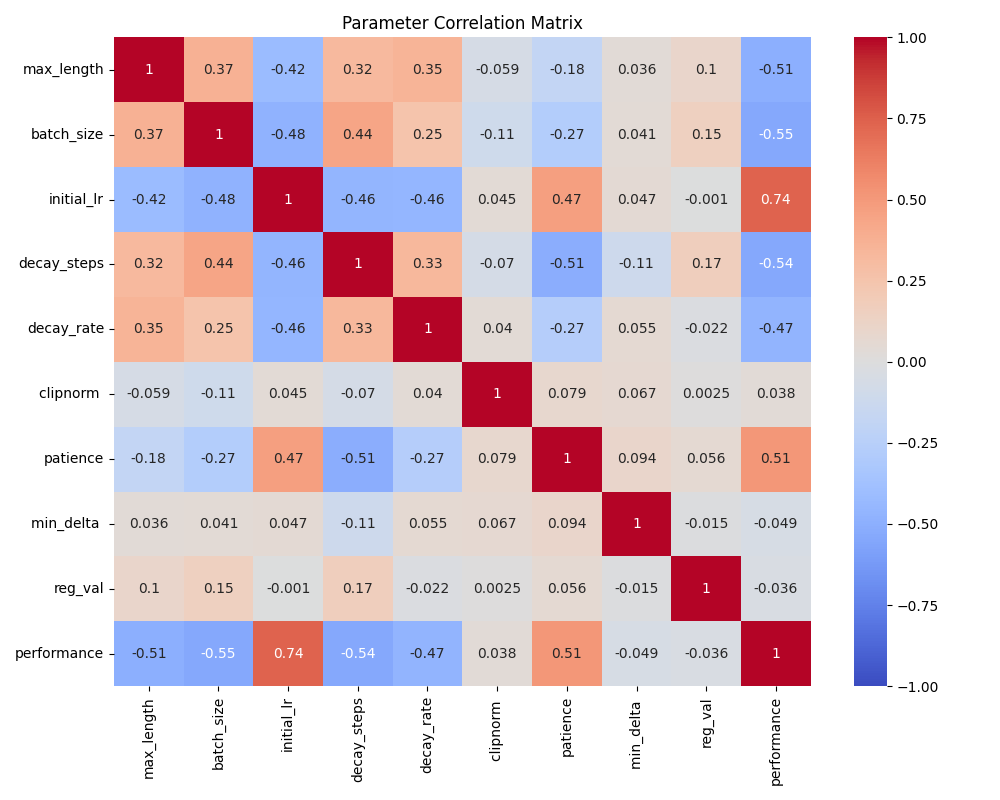 Parameter Correlation Matrix
max_length 1 0.37 -0.42 0.32 0.35 -0.059 -0.18 0.036 0.1 -0.51
batch_size 0.37 1 -0.48 0.44 0.25 -0.11 -0.27 0.041 0.15 -0.55
initial_lr -0.42 -0.48 1 -0.46 -0.46 0.045 0.47 0.047 -0.001 0.74
decay_steps 0.32 0.44 -0.46 1 0.33 -0.07 -0.51 -0.11 0.17 -0.54
decay_rate 0.35 0.25 -0.46 0.33 1 0.04 -0.27 0.055 -0.022 -0.47
clipnorm -0.059 -0.11 0.045 -0.07 0.04 1 0.079 0.067 0.0025 0.038
patience -0.18 -0.27 0.47 -0.51 -0.27 0.079 1 0.094 0.056 0.51
min_delta 0.036 0.041 0.047 -0.11 0.055 0.067 0.094 1 -0.015 -0.049
reg_val 0.1 0.15 -0.001 0.17 -0.022 0.0025 0.056 -0.015 1 -0.036
performance -0.51 -0.55 0.74 -0.54 -0.47 0.038 0.51 -0.049 -0.036 1
max_length batch_size initial_lr decay_steps decay_rate clipnorm patience min_delta reg_val performance
1.00
0.75
0.50
0.25
0.00
−0.25
−0.50
−0.75
−1.00